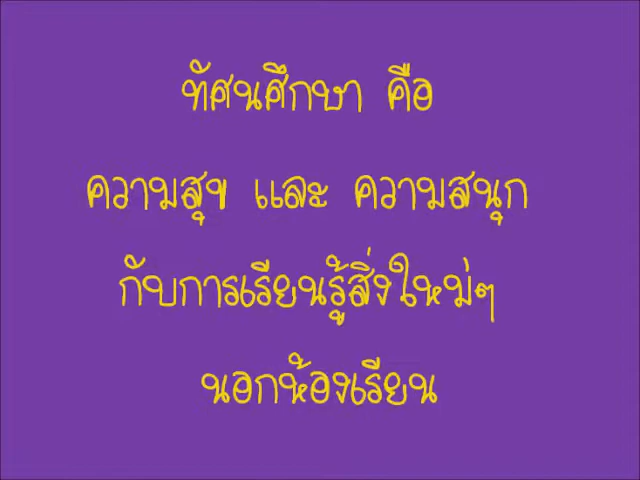 ทัศนศึกษา คือ
ความสุข และ ความสนุก
กับการเรียนรู้สิ่งใหม่ๆ
นอกห้องเรียน